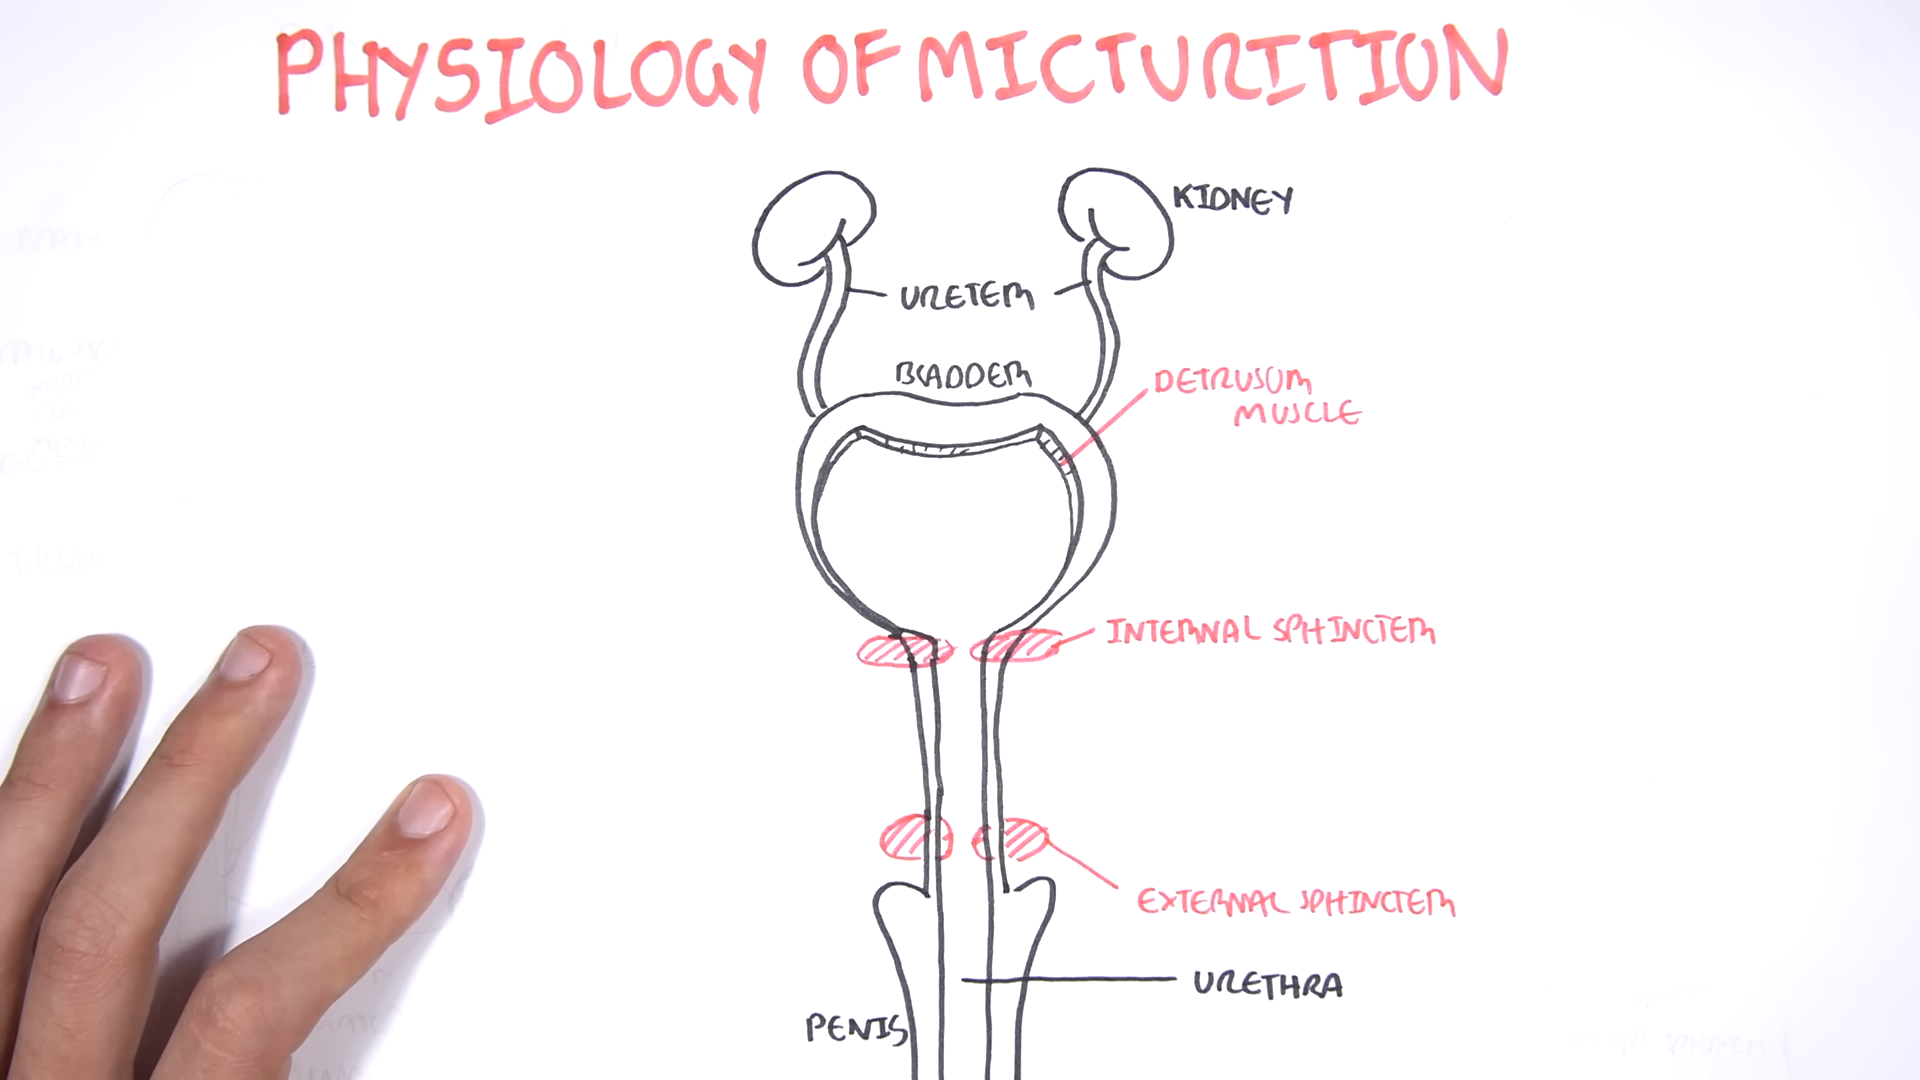 PHYSIOLOGY OF MICTURITION
KIDNEY
URETER
BLADDER
DETRUSOR
MUSCLE
INTERNAL SPHINCTER
EXTERNAL SPHINCTER
URETHRA
PENIS